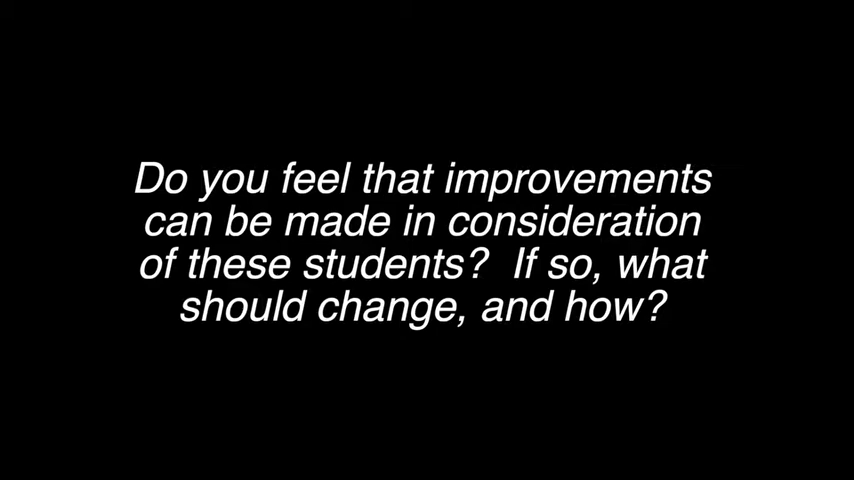 Do you feel that improvements
can be made in consideration
of these students?  If so, what
should change, and how?